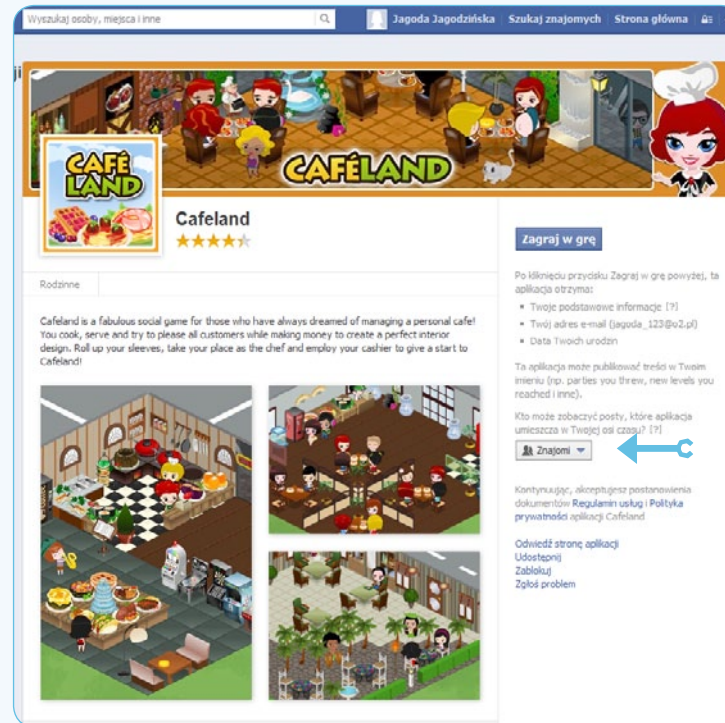 Wyszukaj osoby, miejsca i inne
Jagoda Jagodzińska Szukaj znajomych Strona główna
ji
CAFÉLAND
CAFÉ
LAND
Cafeland
Zagraj w grę
Rodzinne
Cafeland is a fabulous social game for those who have always dreamed of managing a personal cafe!
You cook, serve and try to please all customers while making money to create a perfect interior
design. Roll up your sleeves, take your place as the chef and employ your cashier to give a start to
Cafeland!
Po kliknięciu przycisku Zagraj w grę powyżej, ta
aplikacja otrzyma:
Twoje podstawowe informacje [?]
Twój adres e-mail (jaguda_123@o2.pl)
Data Twoich urodzin
Ta aplikacja może publikować treści w Twoim
imieniu (np. parties you threw, new levels you
reached i inne).
Kto może zobaczyć posty, które aplikacja
umieszcza w Twojej osi czasu? [?]
Znajomi
Kontynuując, akceptujesz postanowienia
dokumentów Regulamin usług i Polityka
prywatności aplikacji Cafeland
Odwiedź stronę aplikacji
Udostępnij
Zablokuj
Zgłoś problem